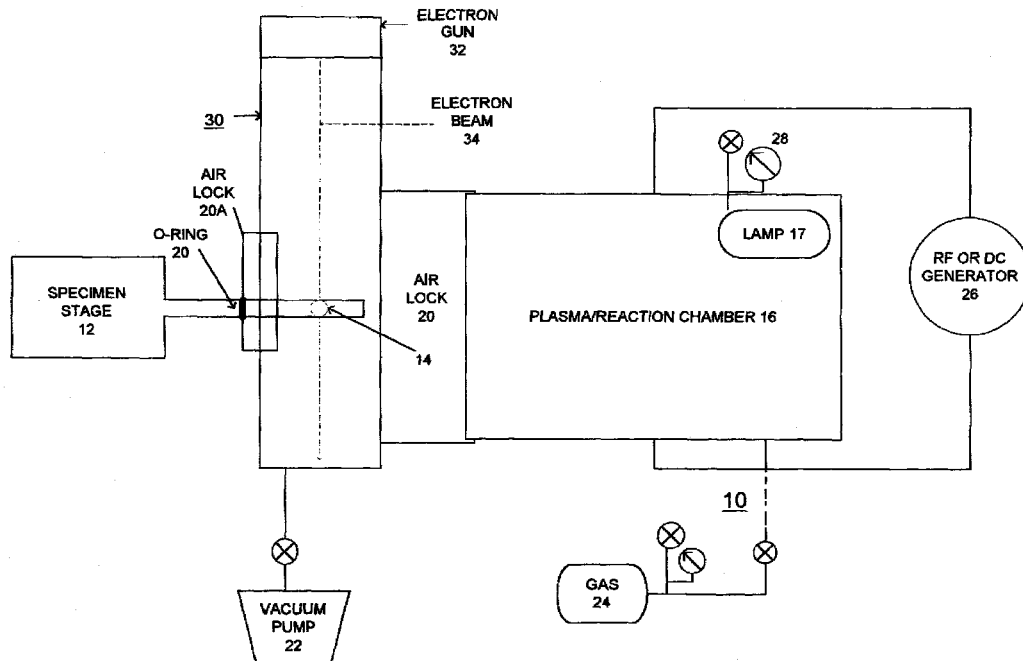 ELECTRON
GUN
32
30
ELECTRON
BEAM
34
28
AIR
LOCK
20A
O-RING
20
LAMP 17
SPECIMEN
STAGE
12
AIR
LOCK
20
PLASMA/REACTION CHAMBER 16
RF OR DC
GENERATOR
26
14
10
GAS
24
VACUUM
PUMP
22